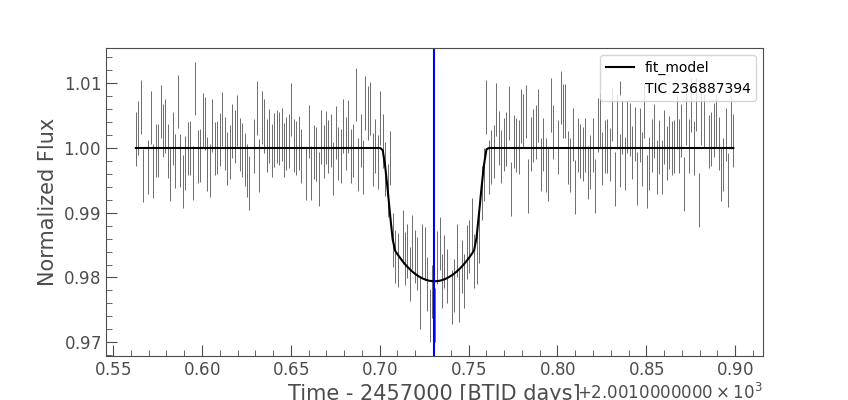 fit_model
TIC 236887394
Normalized Flux
1.01
1.00
0.99
0.98
0.97
0.55 0.60 0.65 0.70 0.75 0.80 0.85 0.90
Time - 2457000 [BTJD days] +2.0010000000 × 10³